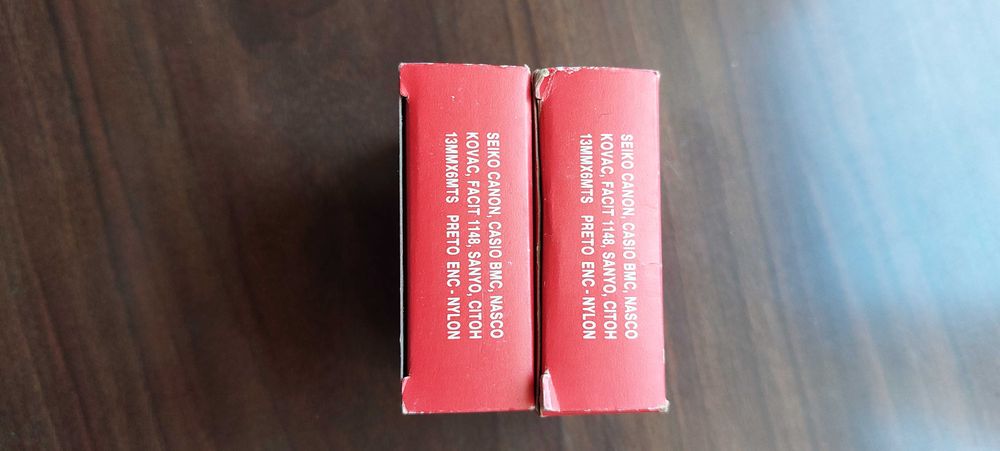 SEIKO CANON, CASIO BMC, NASCO
KOVAC, FACIT 1148, SANYO, CITOH
13MMX6MTS PRETO ENC-NYLON
SEIKO CANON, CASIO BMC, NASCO
KOVAC, FACIT 1148, SANYO, CITOH
13MMX6MTS PRETO ENC-NYLON